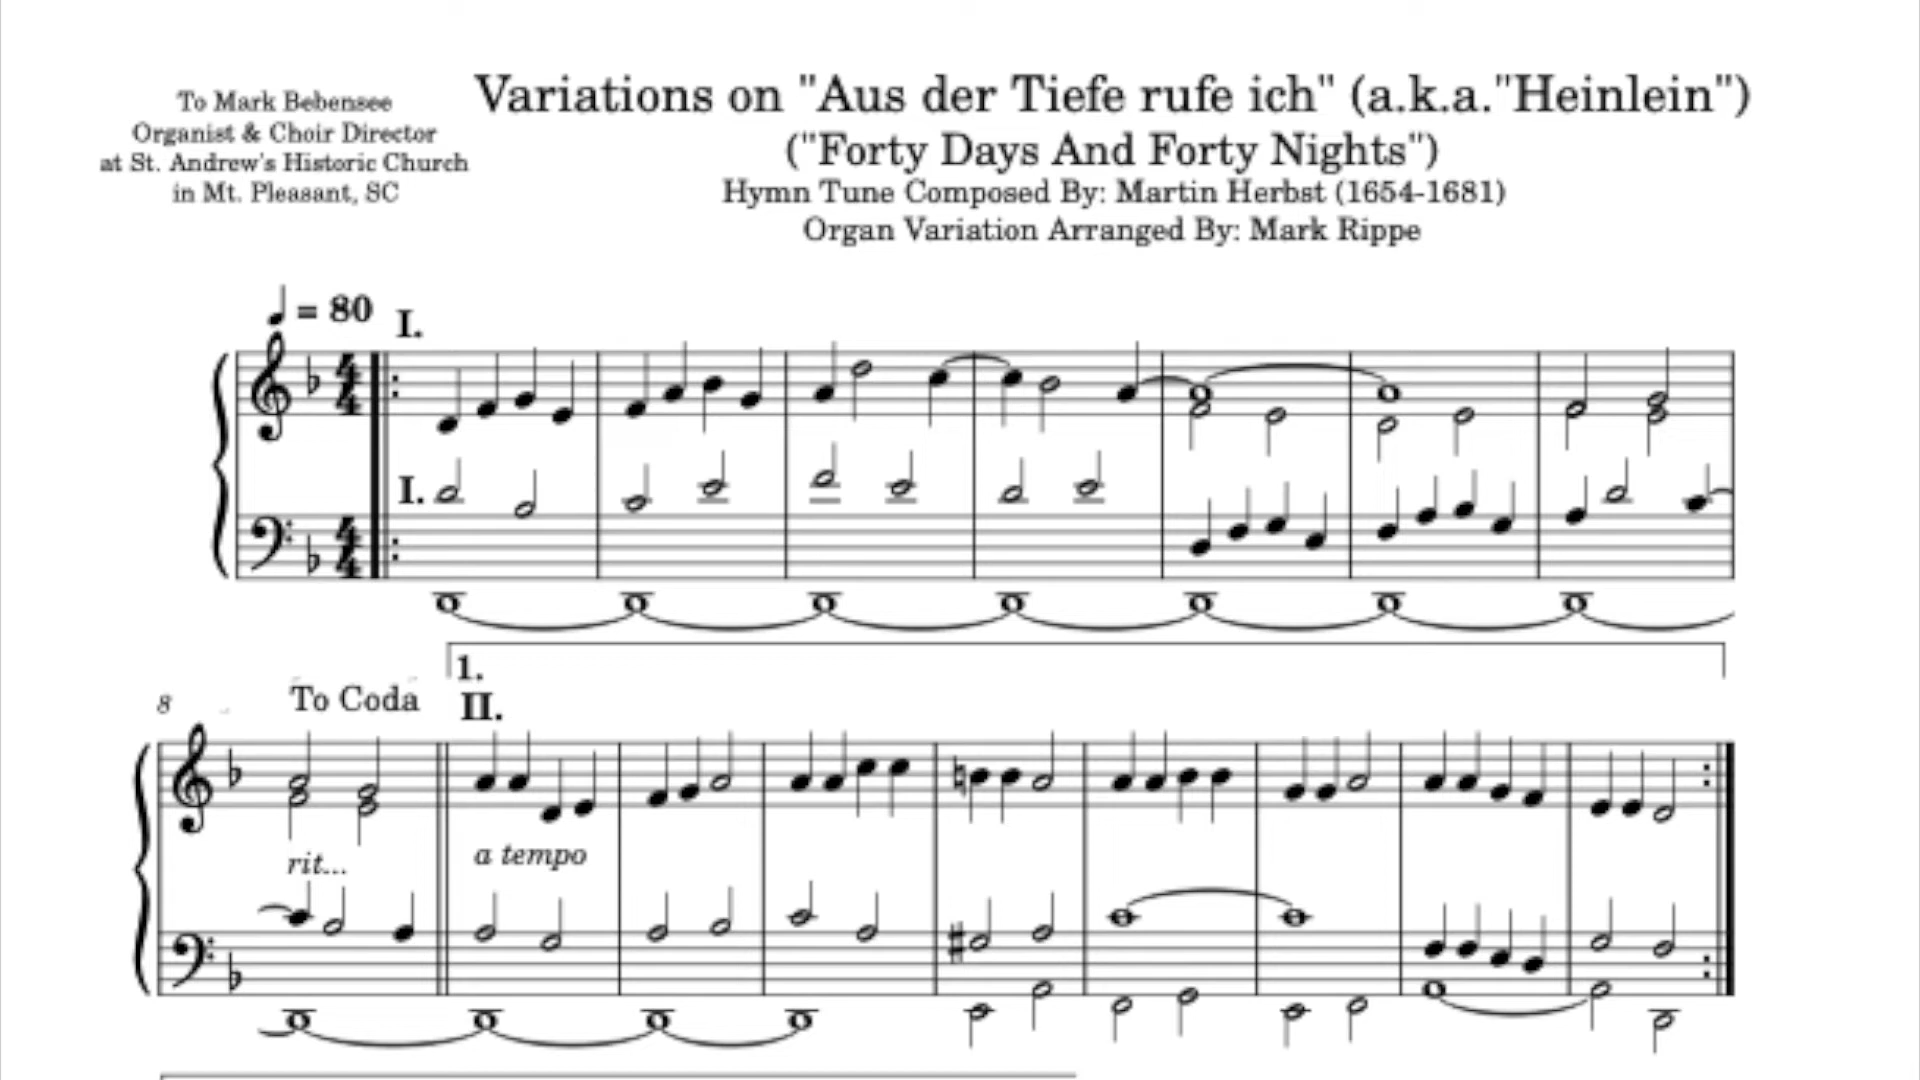 To Mark Bebensee
Organist & Choir Director
at St. Andrew's Historic Church
in Mt. Pleasant, SC
Variations on "Aus der Tiefe rufe ich" (a.k.a."Heinlein")
("Forty Days And Forty Nights")
Hymn Tune Composed By: Martin Herbst (1654-1681)
Organ Variation Arranged By: Mark Rippe
♩ = 80
I.
I.
8
To Coda
1.
II.
rit...
a tempo